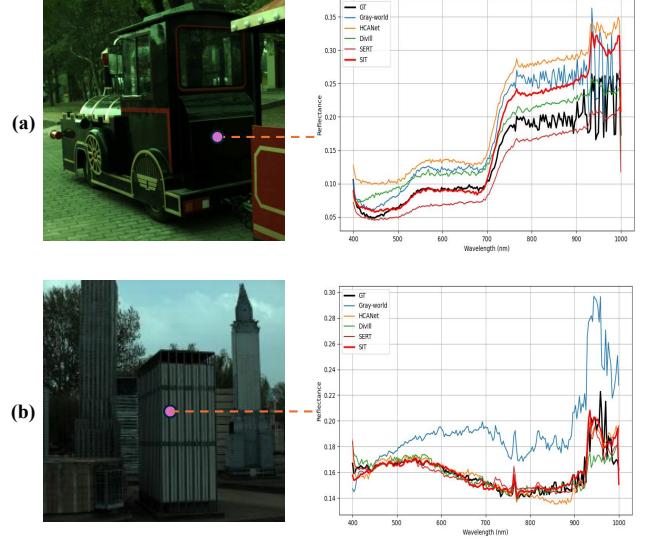 (a)
0.35
0.30
0.25
0.20
0.15
0.10
0.05
Reflectance
GT
Gray-world
HCANet
Divill
SERT
SIT
400 500 600 700 800 900 1000
Wavelength (nm)
(b)
0.30
0.28
0.26
0.24
0.22
0.20
0.18
0.16
0.14
Reflectance
GT
Gray-world
HCANet
Divill
SERT
SIT
400 500 600 700 800 900 1000
Wavelength (nm)